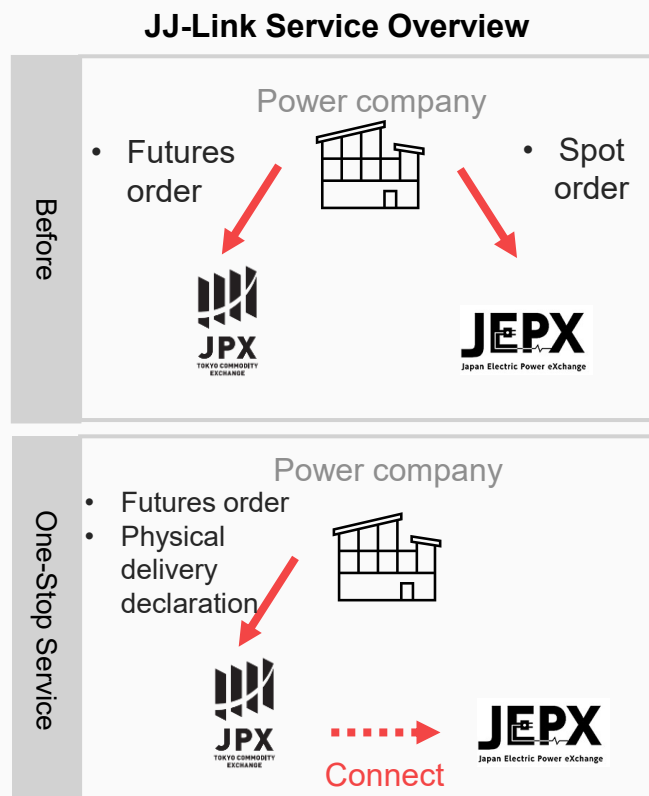 JJ-Link Service Overview
Before
Power company
• Futures
order
• Spot
order
JPX
TOKYO COMMODITY
EXCHANGE
JEPX
Japan Electric Power eXchange
One-Stop Service
Power company
• Futures order
• Physical
delivery
declaration
JPX
TOKYO COMMODITY
EXCHANGE
Connect
JEPX
Japan Electric Power eXchange